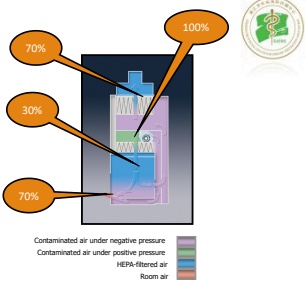 100%
70%
30%
70%
Contaminated air under negative pressure
Contaminated air under positive pressure
HEPA-filtered air
Room air